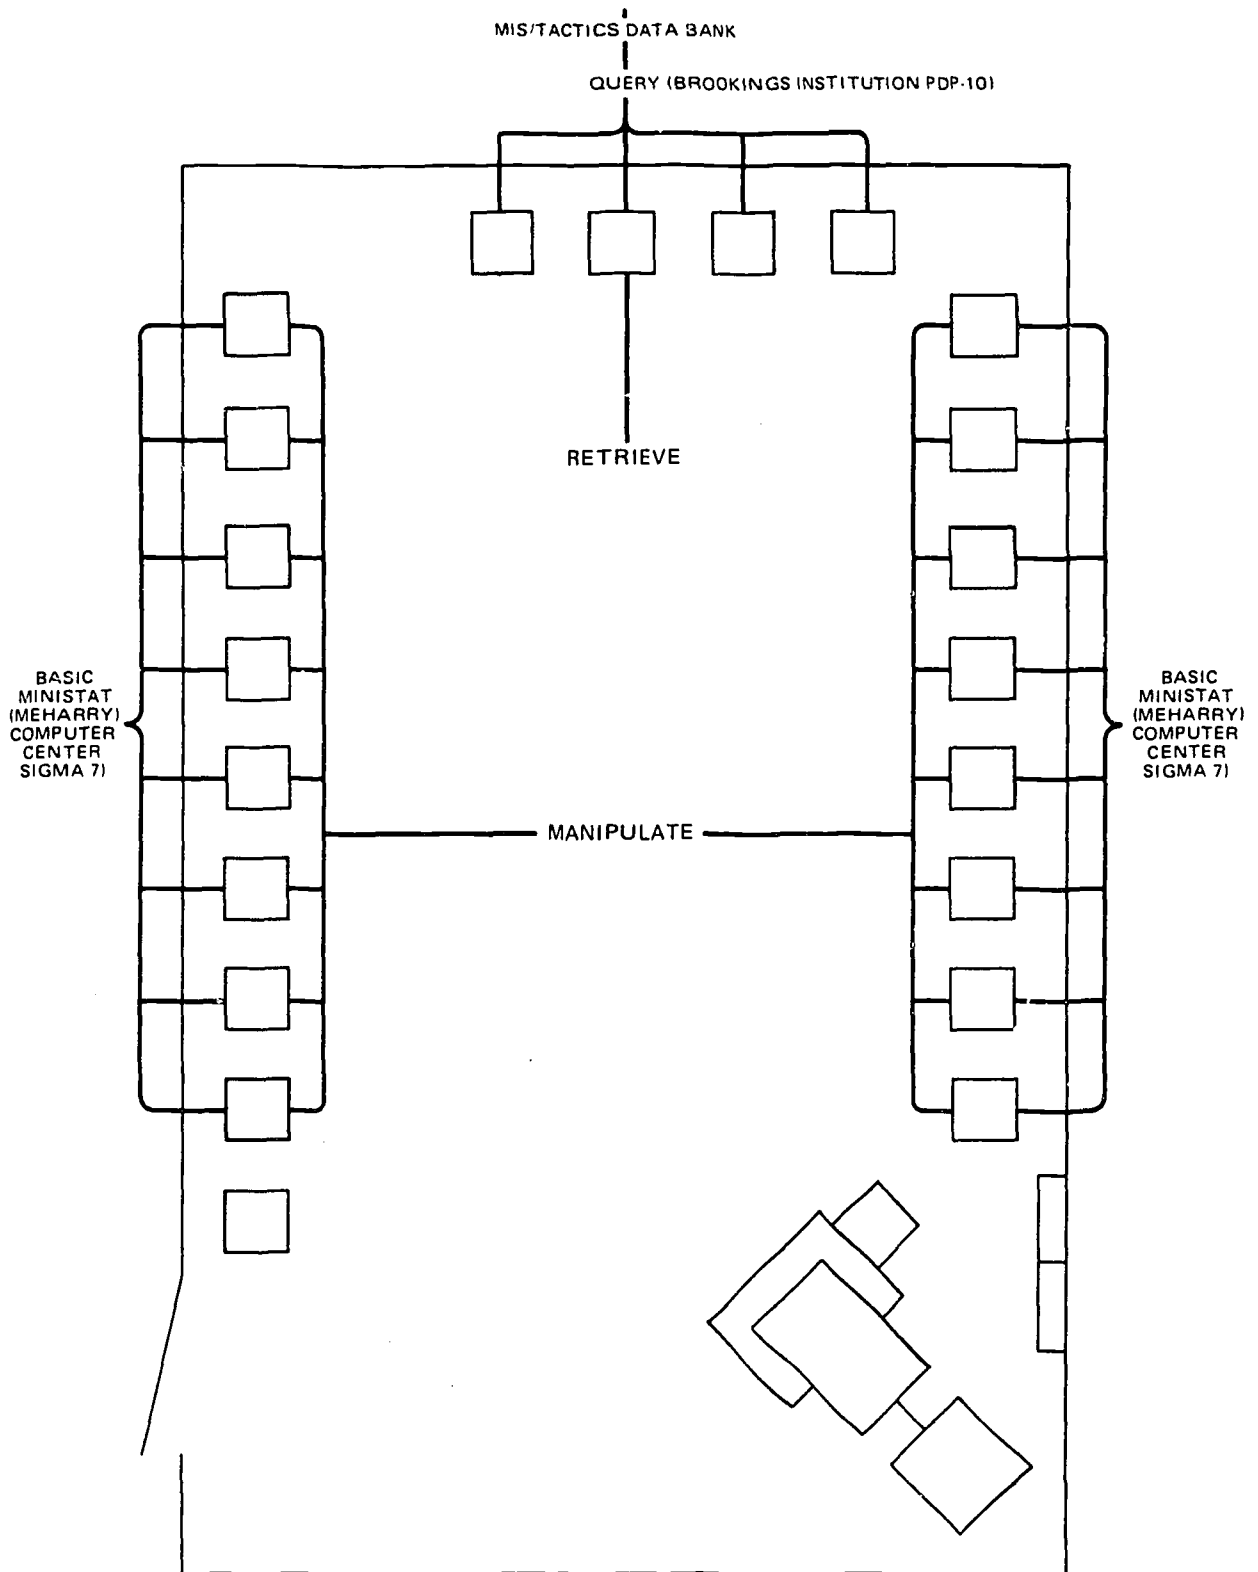 MIS/TACTICS DATA BANK
QUERY (BROOKINGS INSTITUTION PDP-10)
RETRIEVE
BASIC
MINISTAT
(MEHARRY)
COMPUTER
CENTER
SIGMA 7)
MANIPULATE
BASIC
MINISTAT
(MEHARRY)
COMPUTER
CENTER
SIGMA 7)